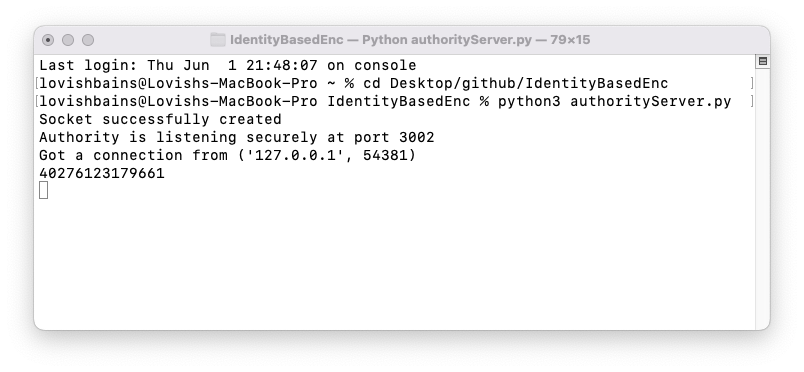 IdentityBasedEnc — Python authorityServer.py — 79×15
Last login: Thu Jun  1 21:48:07 on console
[lovishbains@Lovishs-MacBook-Pro ~ % cd Desktop/github/IdentityBasedEnc ]
[lovishbains@Lovishs-MacBook-Pro IdentityBasedEnc % python3 authorityServer.py ]
Socket successfully created
Authority is listening securely at port 3002
Got a connection from ('127.0.0.1', 54381)
40276123179661